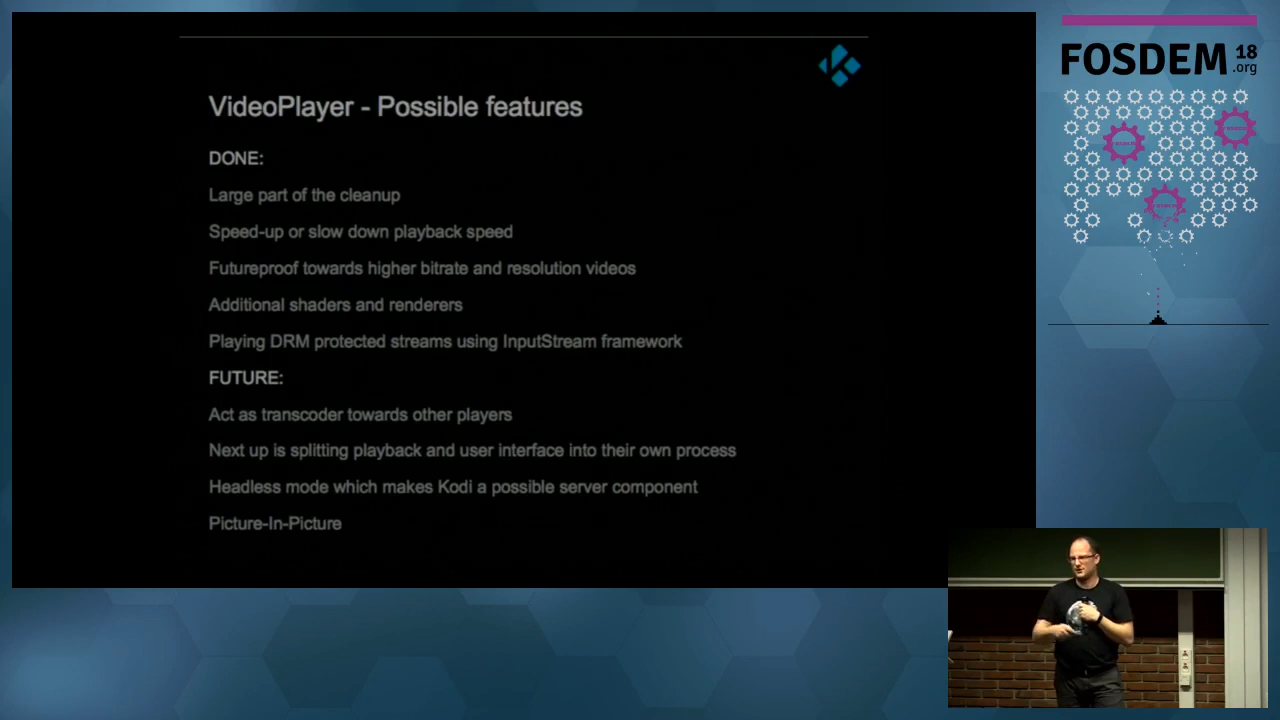 VideoPlayer - Possible features
DONE:
Large part of the cleanup
Speed-up or slow down playback speed
Futureproof towards higher bitrate and resolution videos
Additional shaders and renderers
Playing DRM protected streams using InputStream framework
FUTURE:
Act as transcoder towards other players
Next up is splitting playback and user interface into their own process
Headless mode which makes Kodi a possible server component
Picture-In-Picture
FOSDEM 18
.org